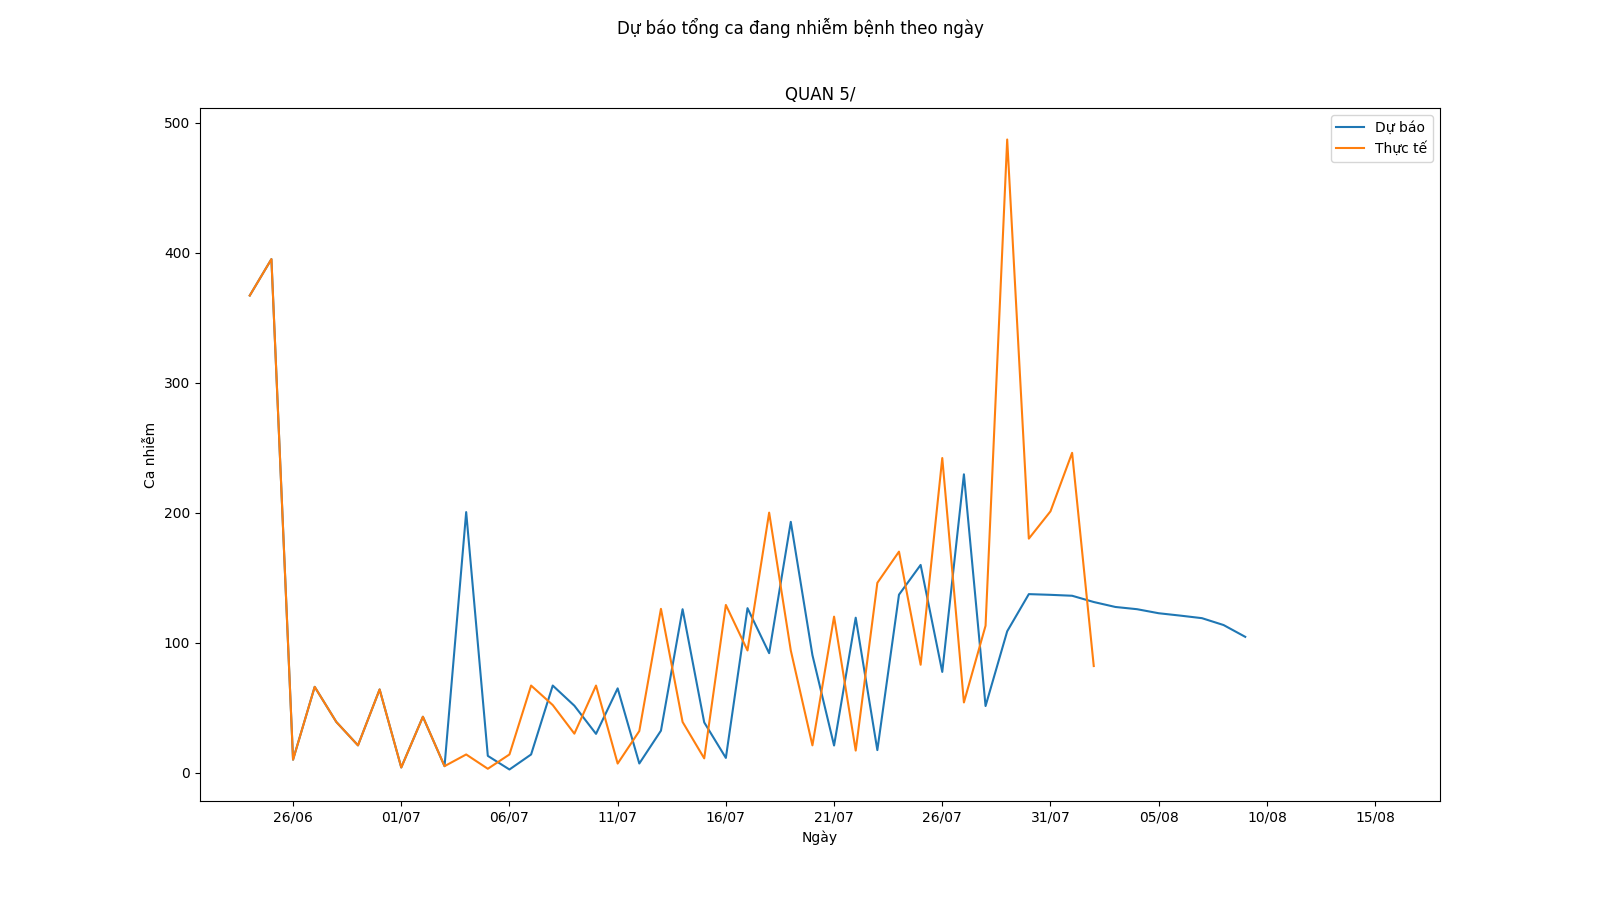 Dự báo tổng ca đang nhiễm bệnh theo ngày
QUAN 5/
Dự báo
Thực tế
500
400
300
200
100
0
Ca nhiễm
26/06 01/07 06/07 11/07 16/07 21/07 26/07 31/07 05/08 10/08 15/08
Ngày